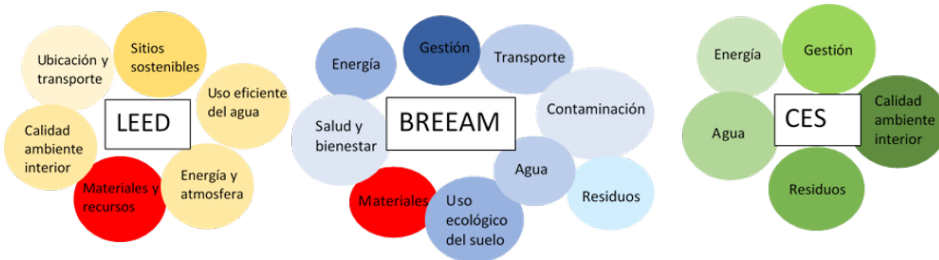 Ubicación y
transporte
Sitios
sostenibles
Uso eficiente
del agua
LEED
Calidad
ambiente
interior
Materiales y
recursos
Energía y
atmosfera
Energía
Gestión
Transporte
Contaminación
Salud y
bienestar
BREEAM
Agua
Materiales
Uso
ecológico
del suelo
Residuos
Energía
Gestión
Calidad
ambiente
interior
CES
Agua
Residuos